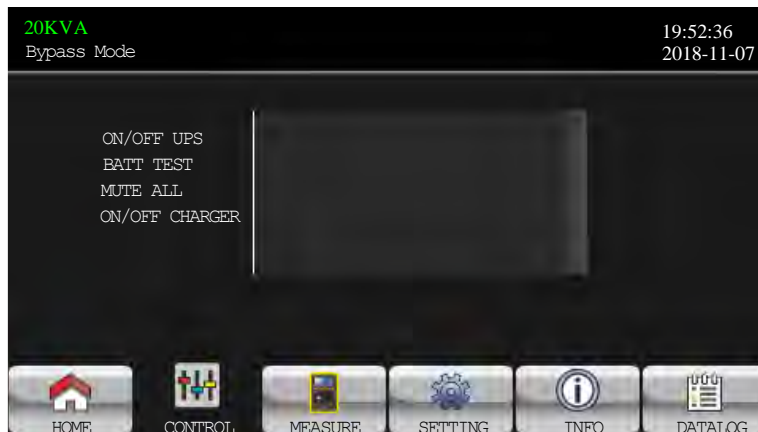 20KVA
19:52:36
Bypass Mode
2018-11-07
ON/OFF UPS
BATT TEST
MUTE ALL
ON/OFF CHARGER
HOME CONTROL MEASURE SETTING INFO DATALOG